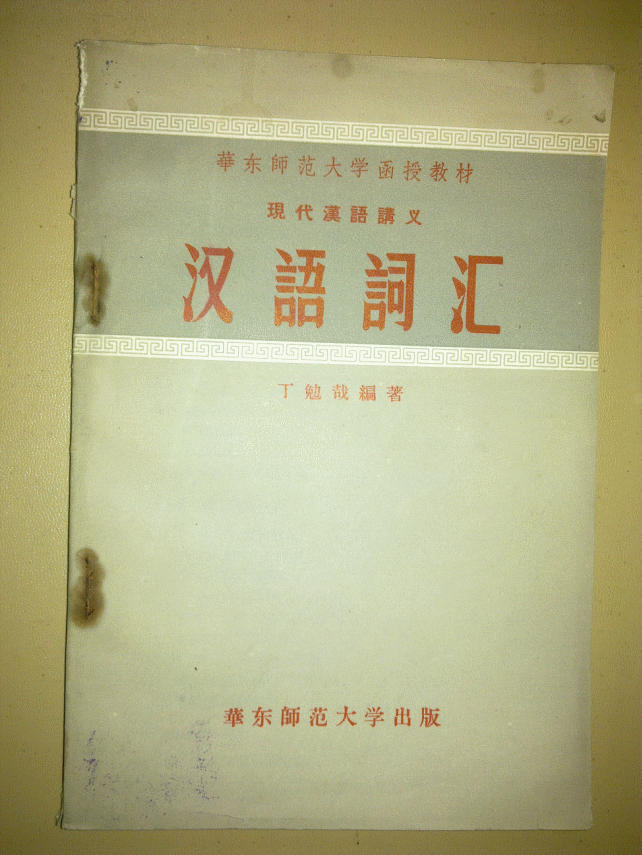 華东師范大学函授教材
現代漢語講义
汉語詞汇
丁勉哉編著
華东師范大学出版